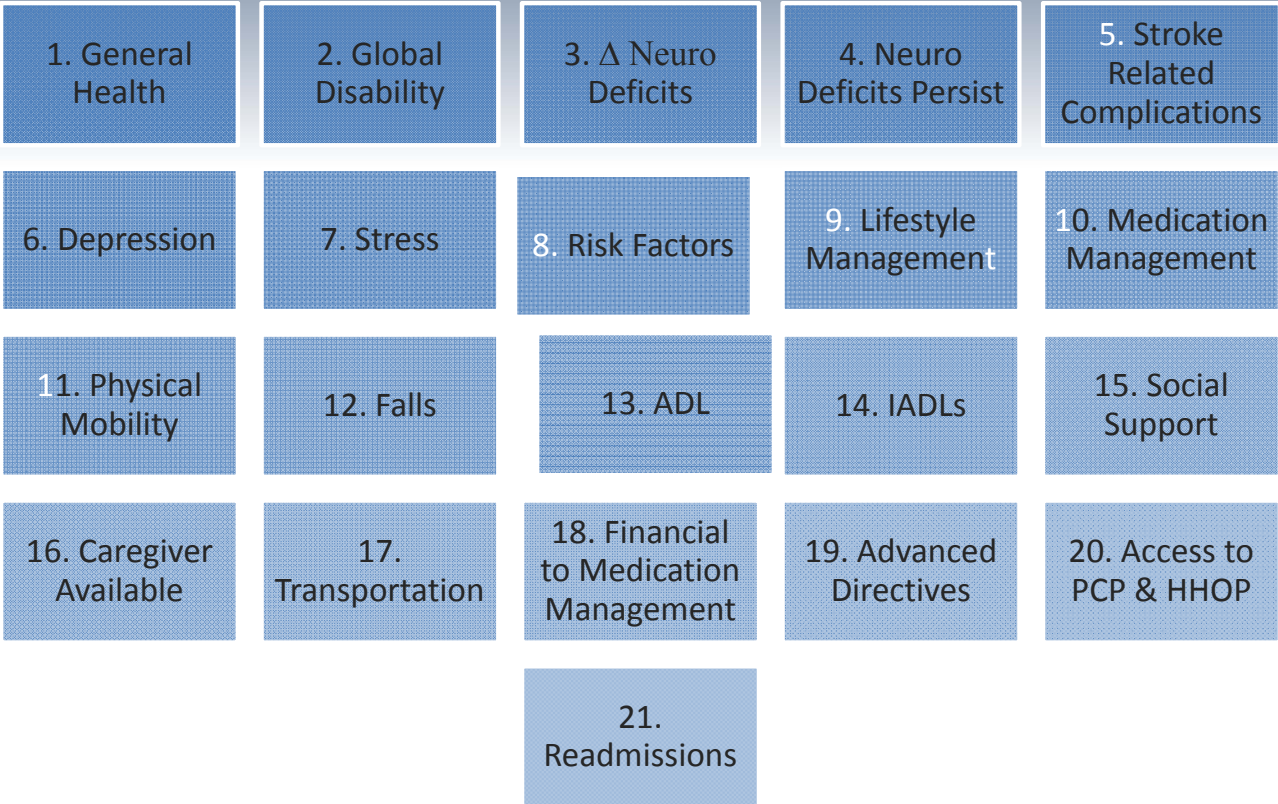 1. General
Health
2. Global
Disability
3. Δ Neuro
Deficits
4. Neuro
Deficits Persist
5. Stroke
Related
Complications
6. Depression
7. Stress
8. Risk Factors
9. Lifestyle
Management
10. Medication
Management
11. Physical
Mobility
12. Falls
13. ADL
14. IADLs
15. Social
Support
16. Caregiver
Available
17.
Transportation
18. Financial
to Medication
Management
19. Advanced
Directives
20. Access to
PCP & HHOP
21.
Readmissions